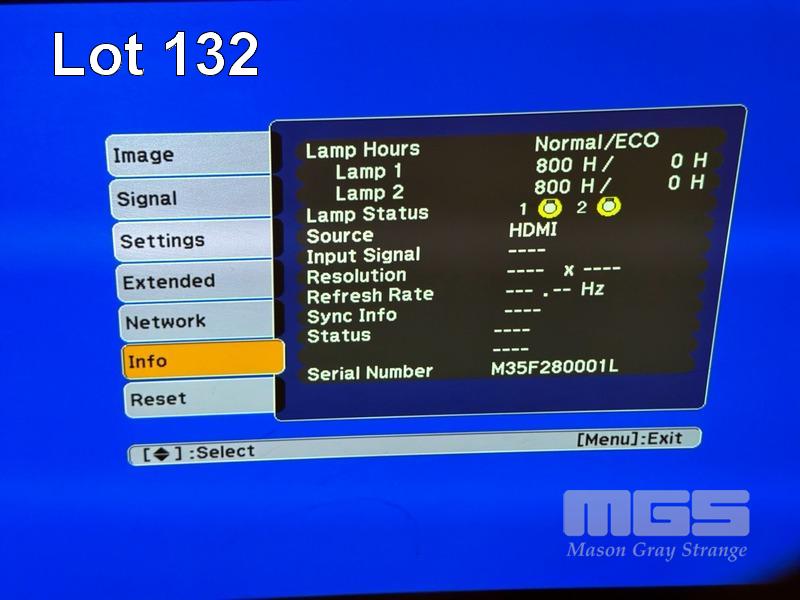 Lot 132
Image
Signal
Settings
Extended
Network
Info
Reset
Lamp Hours Normal/ECO
Lamp 1 800 H / 0 H
Lamp 2 800 H / 0 H
Lamp Status 1 2
Source HDMI
Input Signal ----
Resolution ---- x ----
Refresh Rate --- . -- Hz
Sync Info ----
Status ----
----
Serial Number M35F280001L
[◆] :Select [Menu]:Exit
MGS
Mason Gray Strange